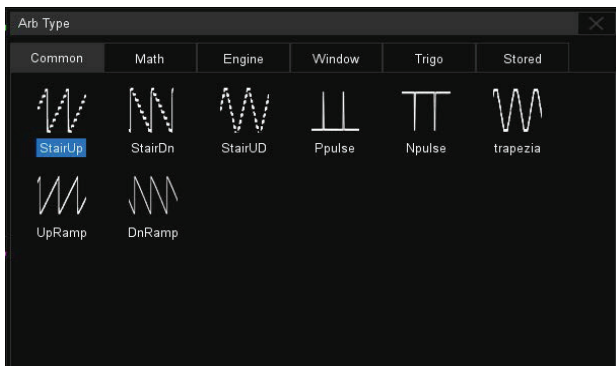 Arb Type
Common Math Engine Window Trigo Stored
StairUp StairDn StairUD Ppulse Npulse trapezia
UpRamp DnRamp